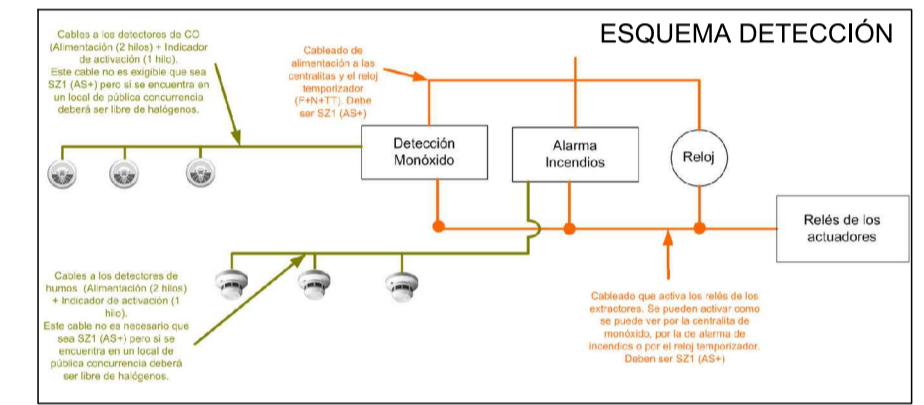 ESQUEMA DETECCIÓN
Cables a los detectores de CO
(Alimentación (2 hilos) + Indicador
de activación (1 hilo).
Este cable no es exigible que sea
SZ1 (AS+) pero si se encuentra en
un local de pública concurrencia
deberá ser libre de halógenos.
Cableado de
alimentación a las
centralitas y el reloj
temporizador
(F+N+TT). Debe
ser SZ1 (AS+)
Detección
Monóxido
Alarma
Incendios
Reloj
Relés de los
actuadores
Cables a los detectores de
humos (Alimentación (2 hilos)
+ Indicador de activación (1
hilo).
Este cable no es necesario que
sea SZ1 (AS+) pero si se
encuentra en un local de
pública concurrencia deberá
ser libre de halógenos.
Cableado que activa los relés de los
extractores. Se pueden activar como
se puede ver por la centralita de
monóxido, por la de alarma de
incendios o por el reloj temporizador.
Deben ser SZ1 (AS+)